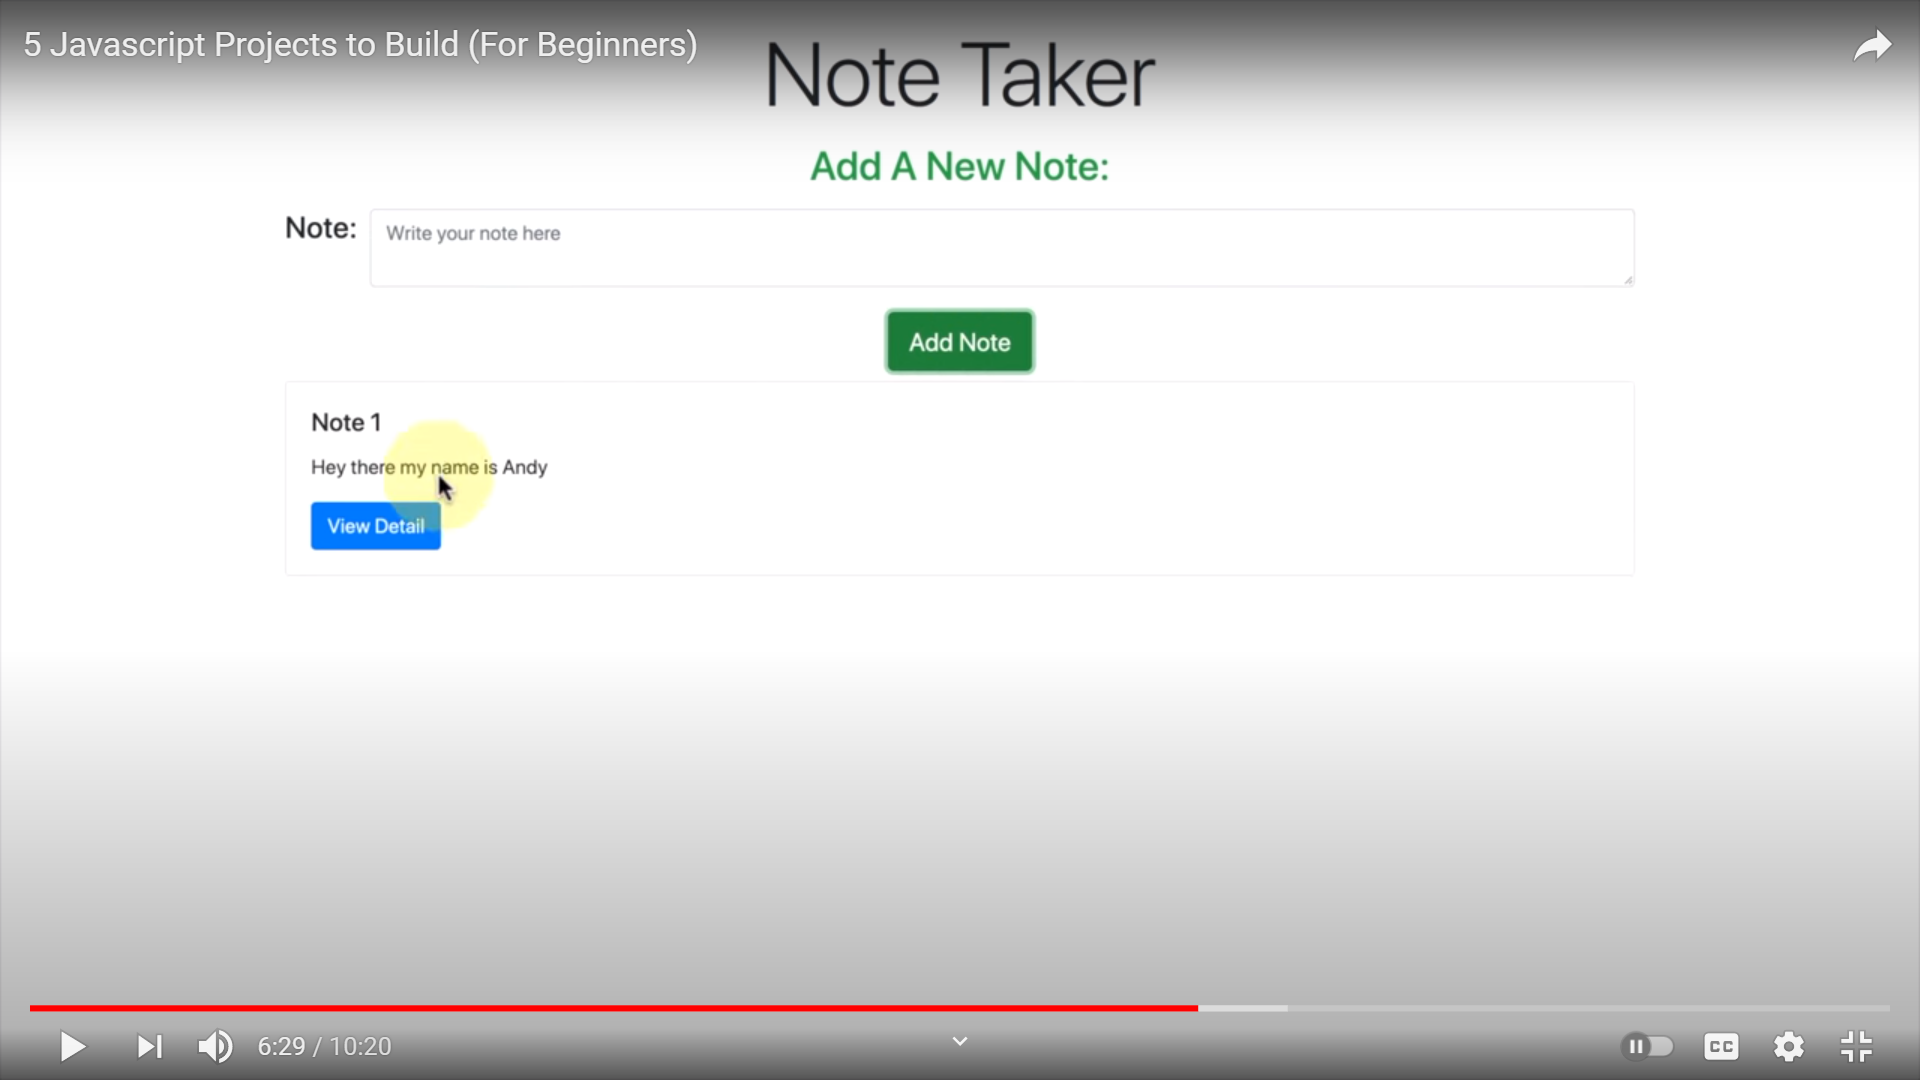 5 Javascript Projects to Build (For Beginners)
Note Taker
Add A New Note:
Note:
Write your note here
Add Note
Note 1
Hey there my name is Andy
View Detail
6:29 / 10:20
CC